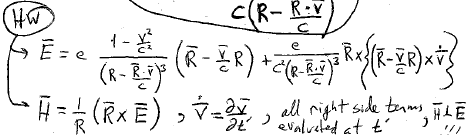 C(R - R̄·v̄/c)
HW
→ Ē = e (1 - v²/c²)/(R - R̄·v̄/c)³ (R̄ - v̄/c R) + e/(c²(R - R̄·v̄/c)³) R̄ × {(R̄ - v̄/c R) × v̄̇}
→ H̄ = 1/R (R̄ × Ē) , v̄̇ = ∂v̄/∂t' , all right side terms evaluated at t' , H̄ ⊥ Ē !!!